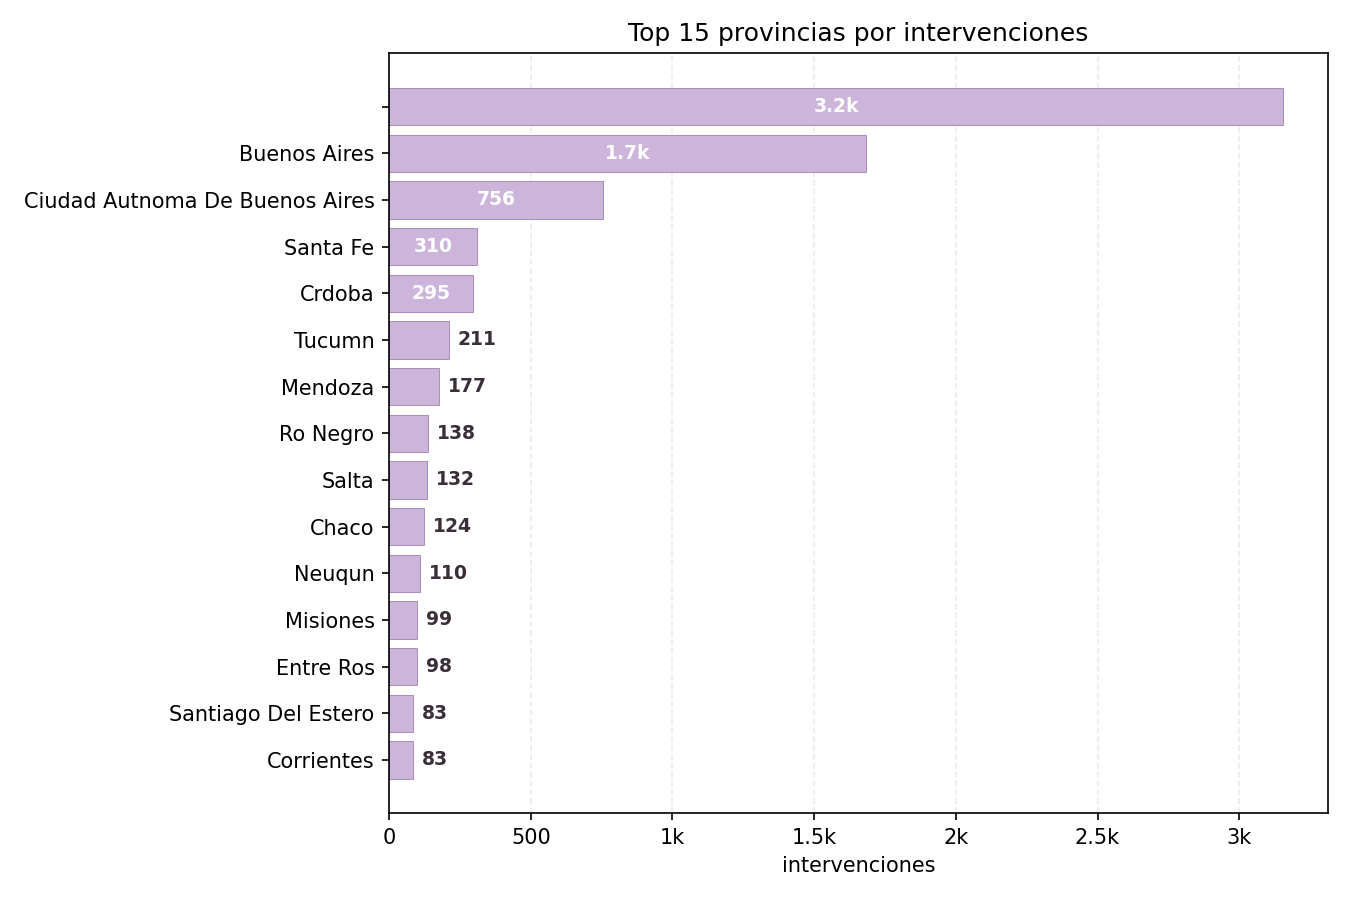 Top 15 provincias por intervenciones
3.2k
Buenos Aires 1.7k
Ciudad Autnoma De Buenos Aires 756
Santa Fe 310
Crdoba 295
Tucumn 211
Mendoza 177
Ro Negro 138
Salta 132
Chaco 124
Neuqun 110
Misiones 99
Entre Ros 98
Santiago Del Estero 83
Corrientes 83
0 500 1k 1.5k 2k 2.5k 3k
intervenciones